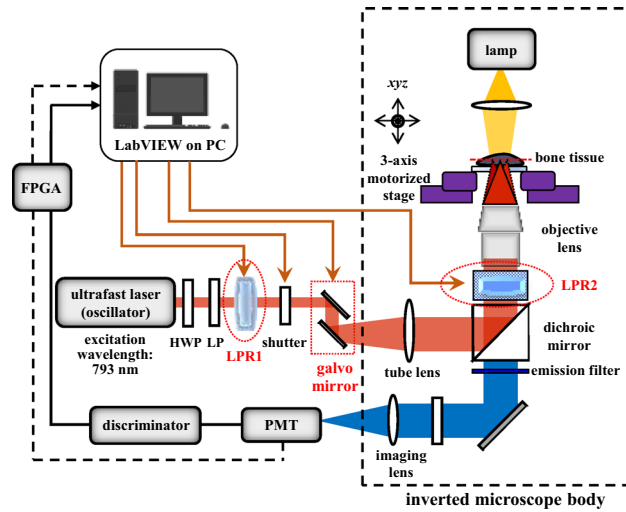 lamp
xyz
LabVIEW on PC
3-axis
motorized
stage
bone tissue
FPGA
objective
lens
ultrafast laser
(oscillator)
LPR2
excitation
wavelength:
793 nm
HWP
LP
LPR1
shutter
galvo
mirror
tube lens
dichroic
mirror
emission filter
discriminator
PMT
imaging
lens
inverted microscope body